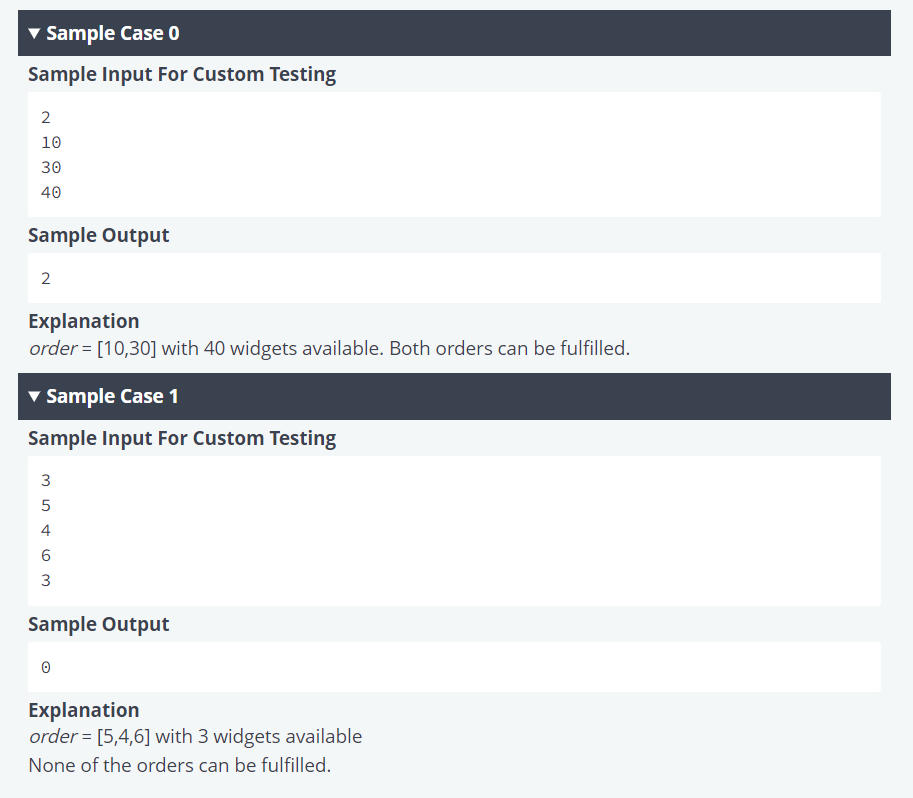 ▼ Sample Case 0
Sample Input For Custom Testing
2
10
30
40
Sample Output
2
Explanation
order = [10,30] with 40 widgets available. Both orders can be fulfilled.
▼ Sample Case 1
Sample Input For Custom Testing
3
5
4
6
3
Sample Output
0
Explanation
order = [5,4,6] with 3 widgets available
None of the orders can be fulfilled.